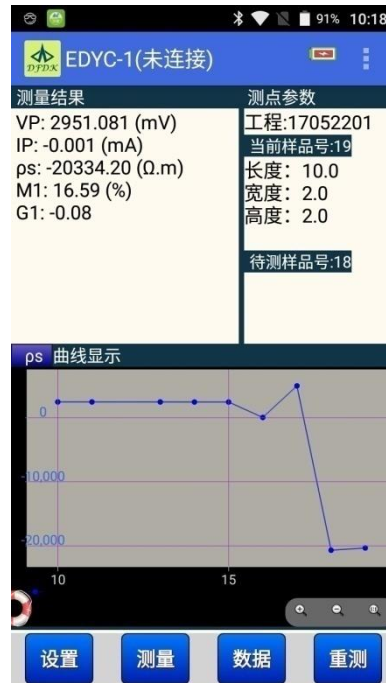 91% 10:18
DFDK
EDYC-1(未连接)
测量结果
VP: 2951.081 (mV)
IP: -0.001 (mA)
ρs: -20334.20 (Ω.m)
M1: 16.59 (%)
G1: -0.08
测点参数
工程:17052201
当前样品号:19
长度: 10.0
宽度: 2.0
高度: 2.0
待测样品号:18
ρs 曲线显示
0
-10,000
-20,000
10
15
设置
测量
数据
重测